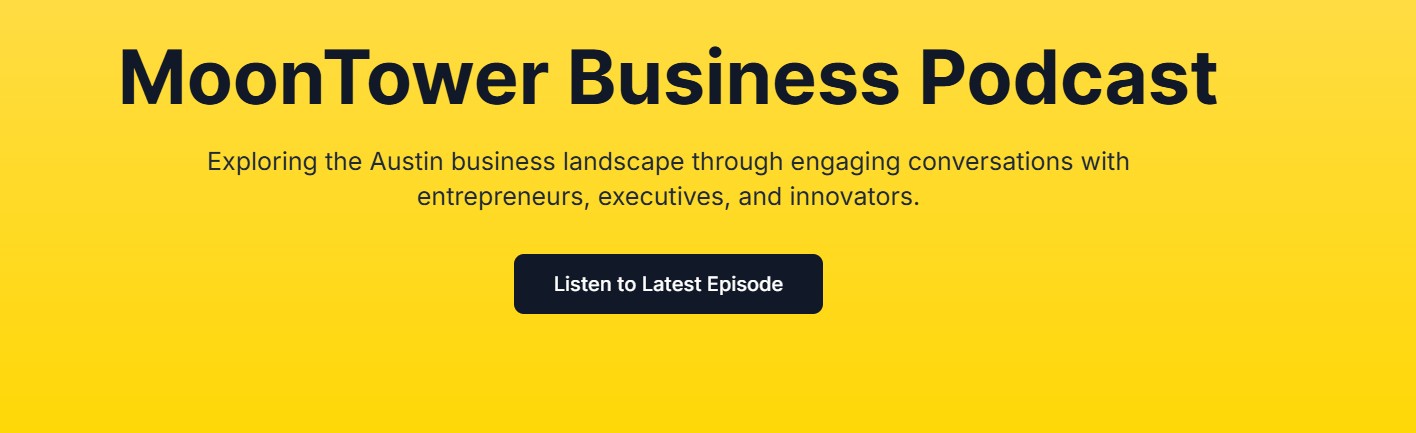 MoonTower Business Podcast
Exploring the Austin business landscape through engaging conversations with
entrepreneurs, executives, and innovators.
Listen to Latest Episode